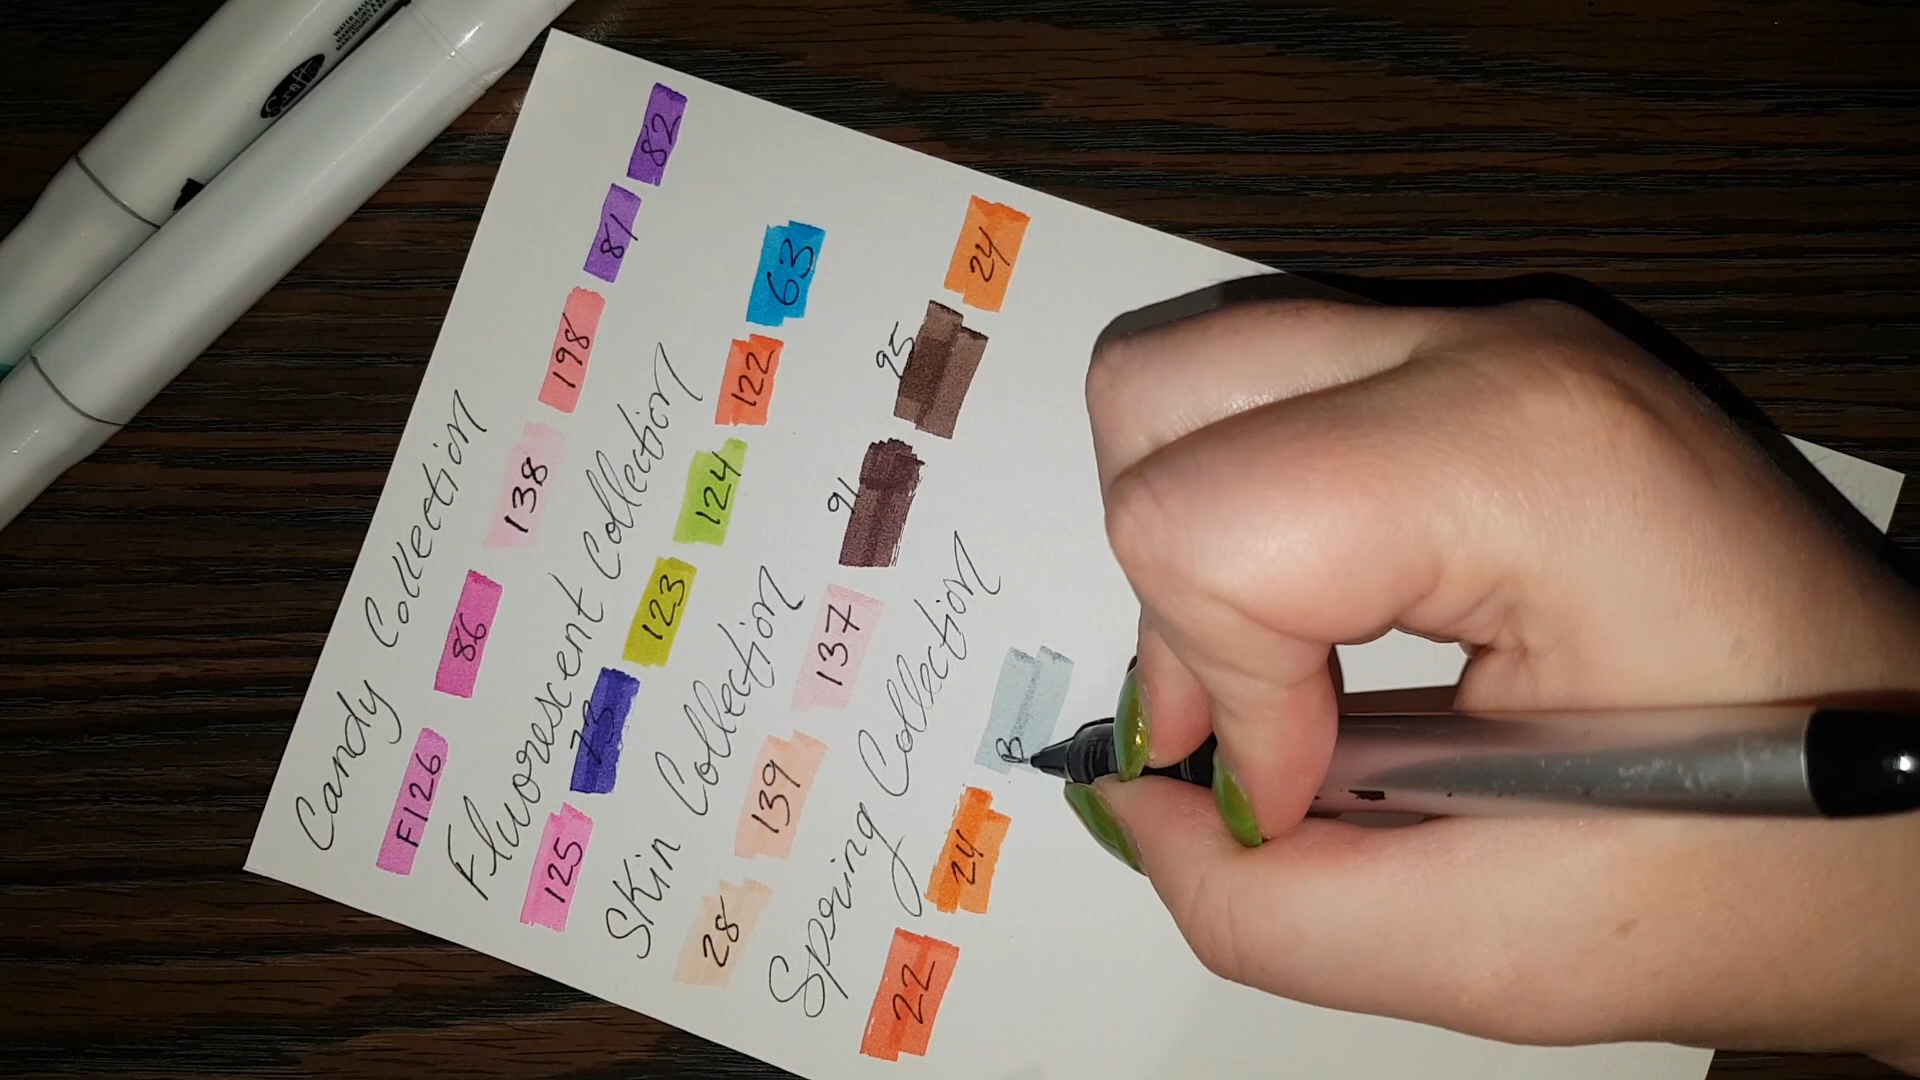 Candy Collection
F126 86 138 198 81 82
Fluorescent Collection
125 73 123 124 122 63
Skin Collection
28 139 137 91 95 24
Spring Collection
22 24 B